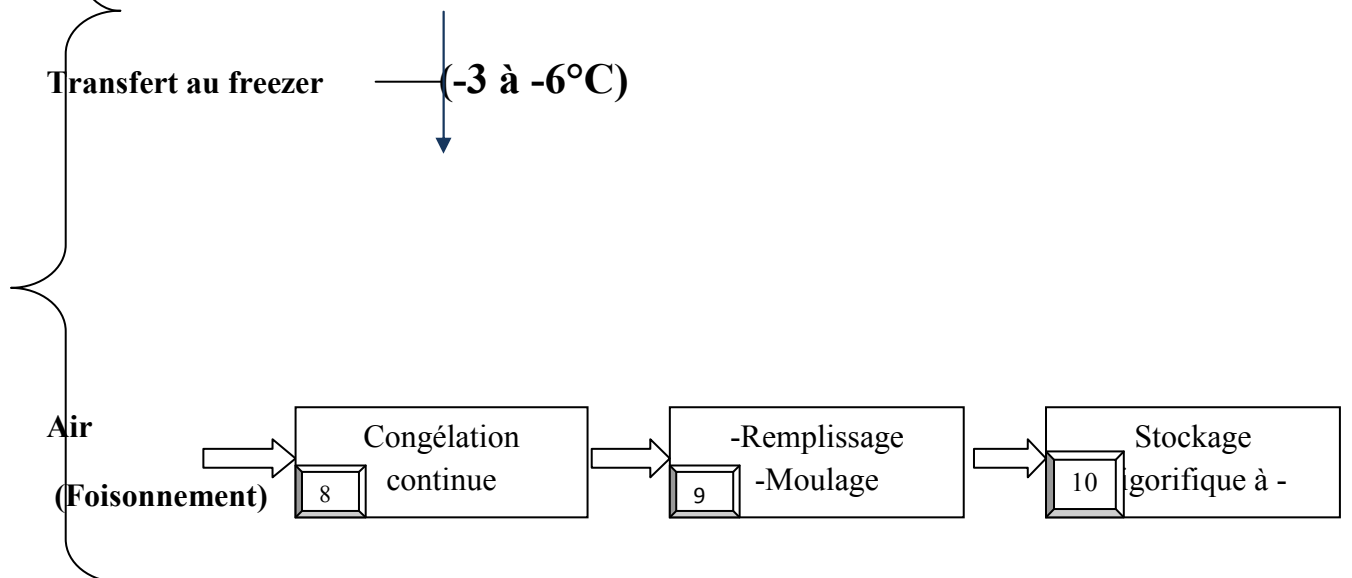 Transfert au freezer (-3 à -6°C)
Air
(Foisonnement)
Congélation
continue
8
-Remplissage
-Moulage
9
Stockage
igorifique à -
10